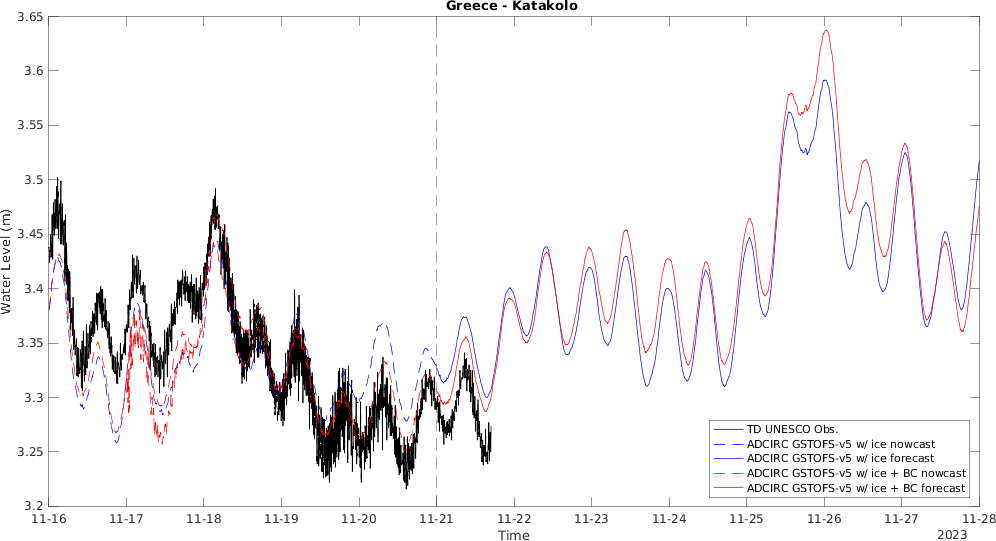 Greece - Katakolo
Water Level (m)
3.65
3.6
3.55
3.5
3.45
3.4
3.35
3.3
3.25
3.2
11-16 11-17 11-18 11-19 11-20 11-21 11-22 11-23 11-24 11-25 11-26 11-27 11-28
Time
2023
TD UNESCO Obs.
ADCIRC GSTOFS-v5 w/ ice nowcast
ADCIRC GSTOFS-v5 w/ ice forecast
ADCIRC GSTOFS-v5 w/ ice + BC nowcast
ADCIRC GSTOFS-v5 w/ ice + BC forecast